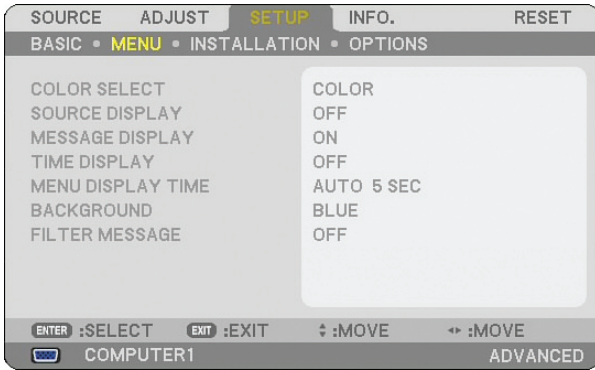 SOURCE ADJUST SETUP INFO. RESET
BASIC • MENU • INSTALLATION • OPTIONS
COLOR SELECT COLOR
SOURCE DISPLAY OFF
MESSAGE DISPLAY ON
TIME DISPLAY OFF
MENU DISPLAY TIME AUTO 5 SEC
BACKGROUND BLUE
FILTER MESSAGE OFF
ENTER :SELECT EXIT :EXIT :MOVE :MOVE
COMPUTER1 ADVANCED